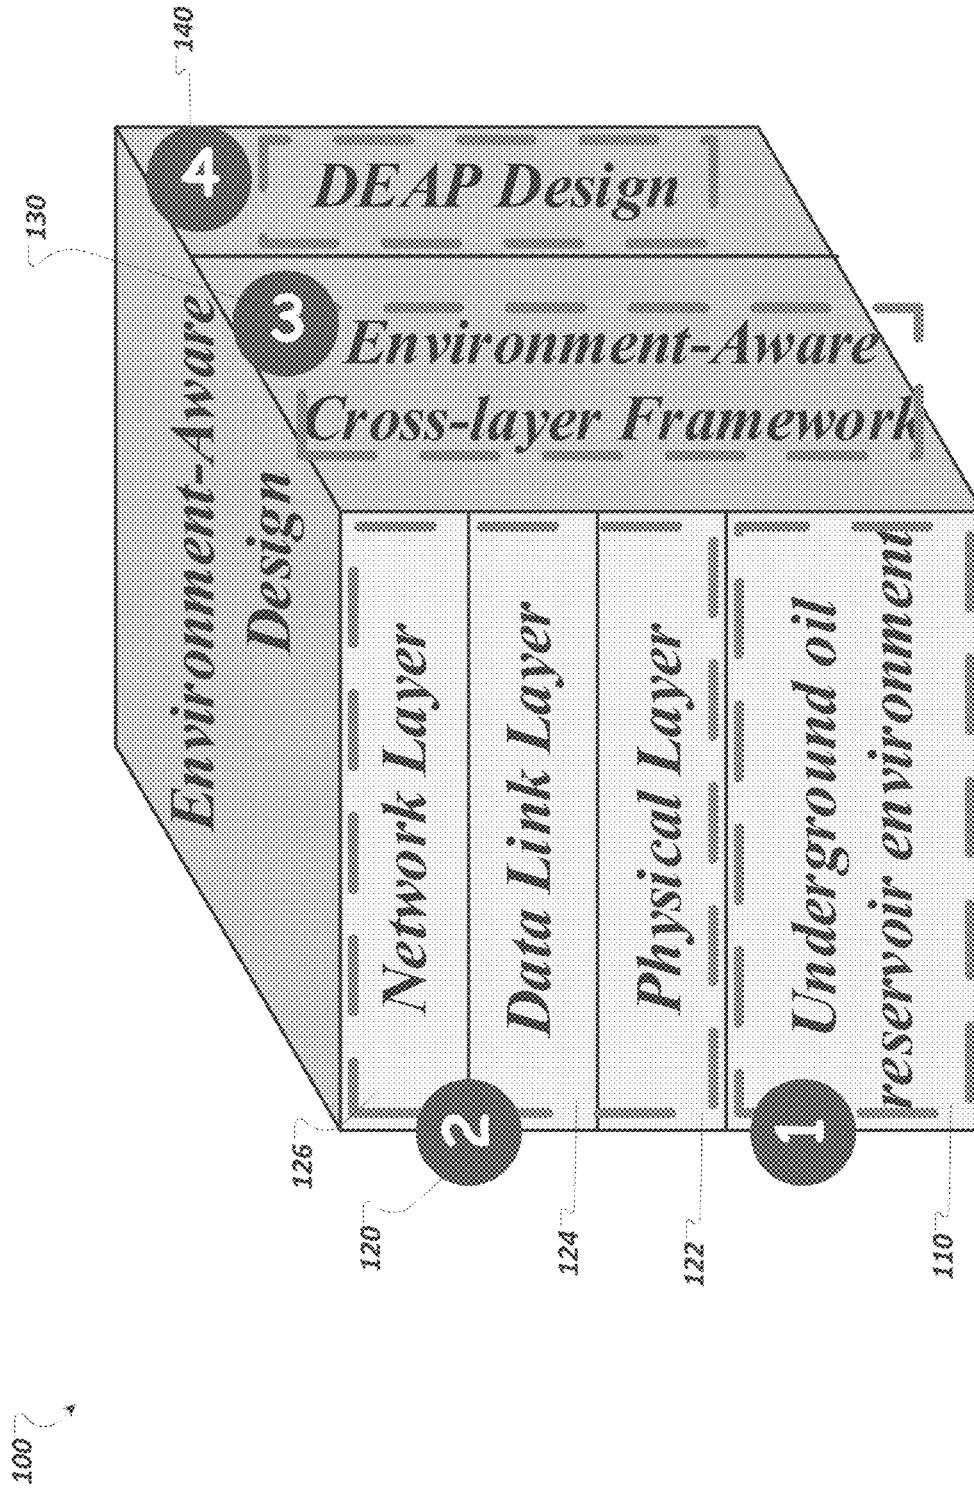 100
Environment-Aware
Design
126
120
2
Network Layer
124
Data Link Layer
122
Physical Layer
110
1
Underground oil
reservoir environment
130
3
Environment-Aware
Cross-layer Framework
140
4
DEAP Design